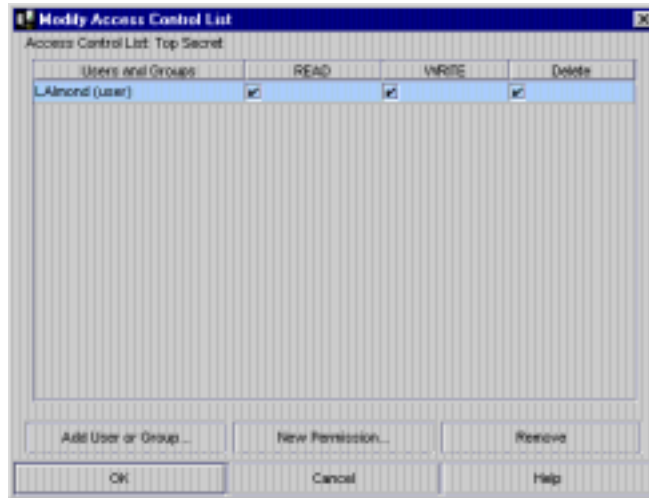 Modify Access Control List
Access Control List: Top Secret
Users and Groups READ WRITE Delete
LAlmond (user)
Add User or Group... New Permission... Remove
OK Cancel Help